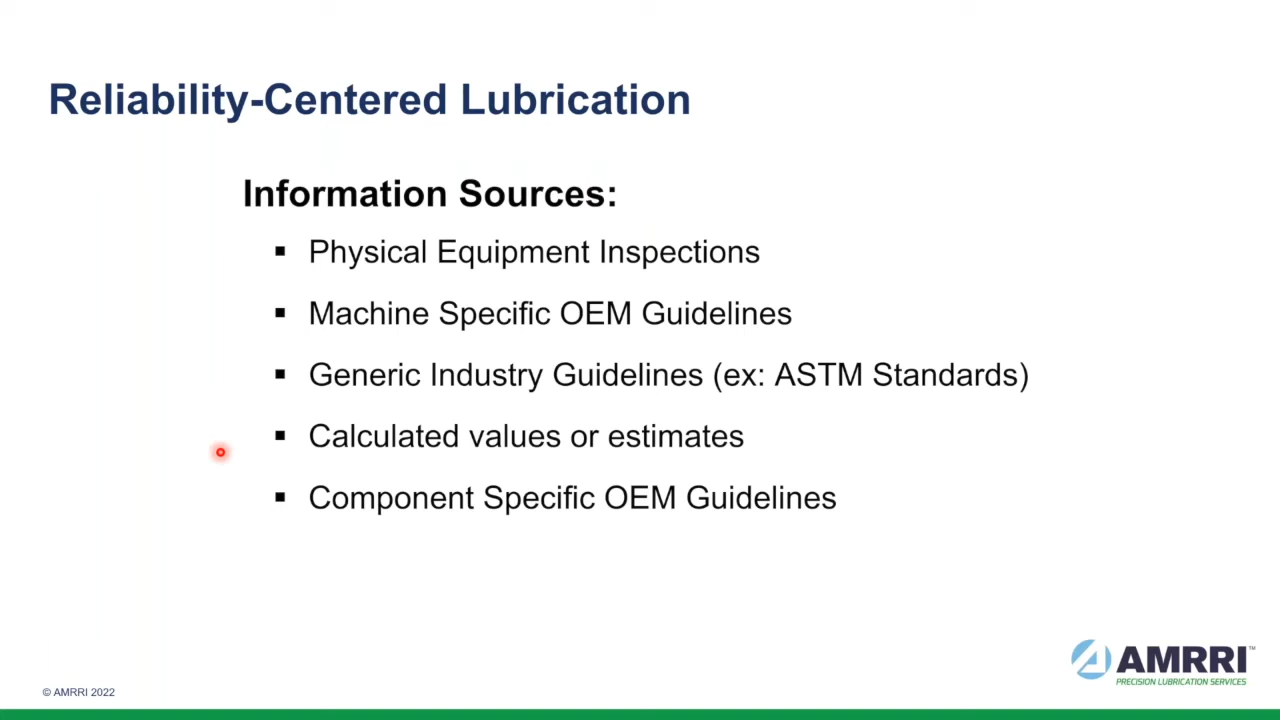 Reliability-Centered Lubrication
Information Sources:
▪ Physical Equipment Inspections
▪ Machine Specific OEM Guidelines
▪ Generic Industry Guidelines (ex: ASTM Standards)
▪ Calculated values or estimates
▪ Component Specific OEM Guidelines
AMRRI™
PRECISION LUBRICATION SERVICES
© AMRRI 2022